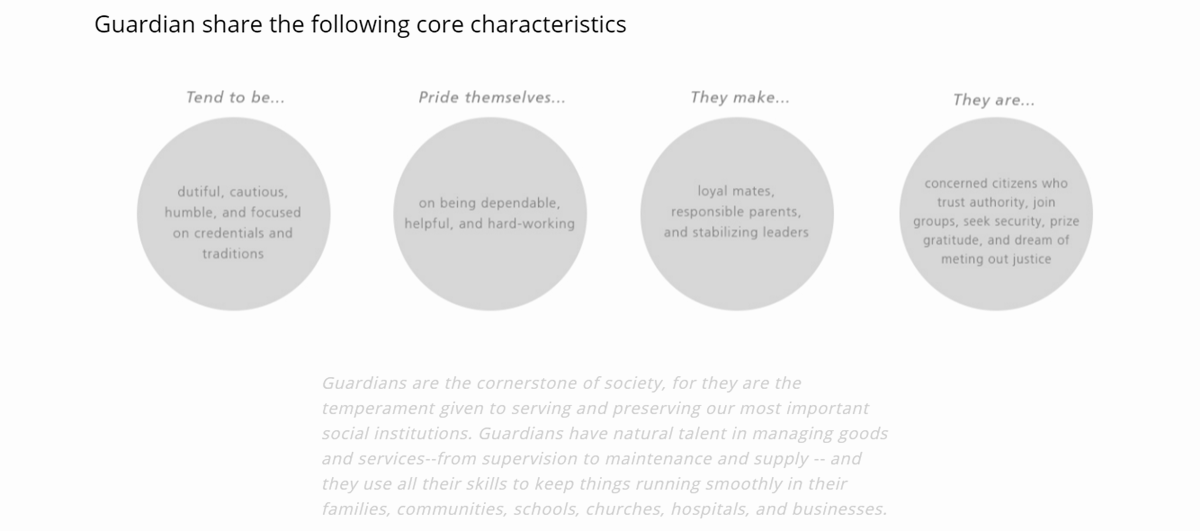 Guardian share the following core characteristics
Tend to be...
dutiful, cautious,
humble, and focused
on credentials and
traditions
Pride themselves...
on being dependable,
helpful, and hard-working
They make...
loyal mates,
responsible parents,
and stabilizing leaders
They are...
concerned citizens who
trust authority, join
groups, seek security, prize
gratitude, and dream of
meting out justice
Guardians are the cornerstone of society, for they are the
temperament given to serving and preserving our most important
social institutions. Guardians have natural talent in managing goods
and services--from supervision to maintenance and supply -- and
they use all their skills to keep things running smoothly in their
families, communities, schools, churches, hospitals, and businesses.